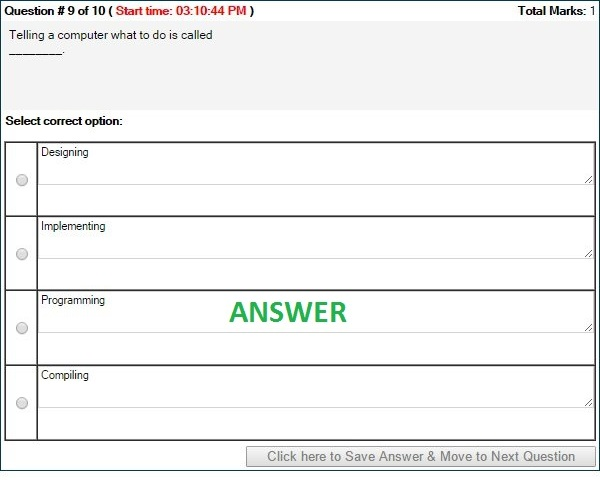 Question # 9 of 10 ( Start time: 03:10:44 PM ) Total Marks: 1
Telling a computer what to do is called
________.
Select correct option:
Designing
Implementing
Programming
ANSWER
Compiling
Click here to Save Answer & Move to Next Question